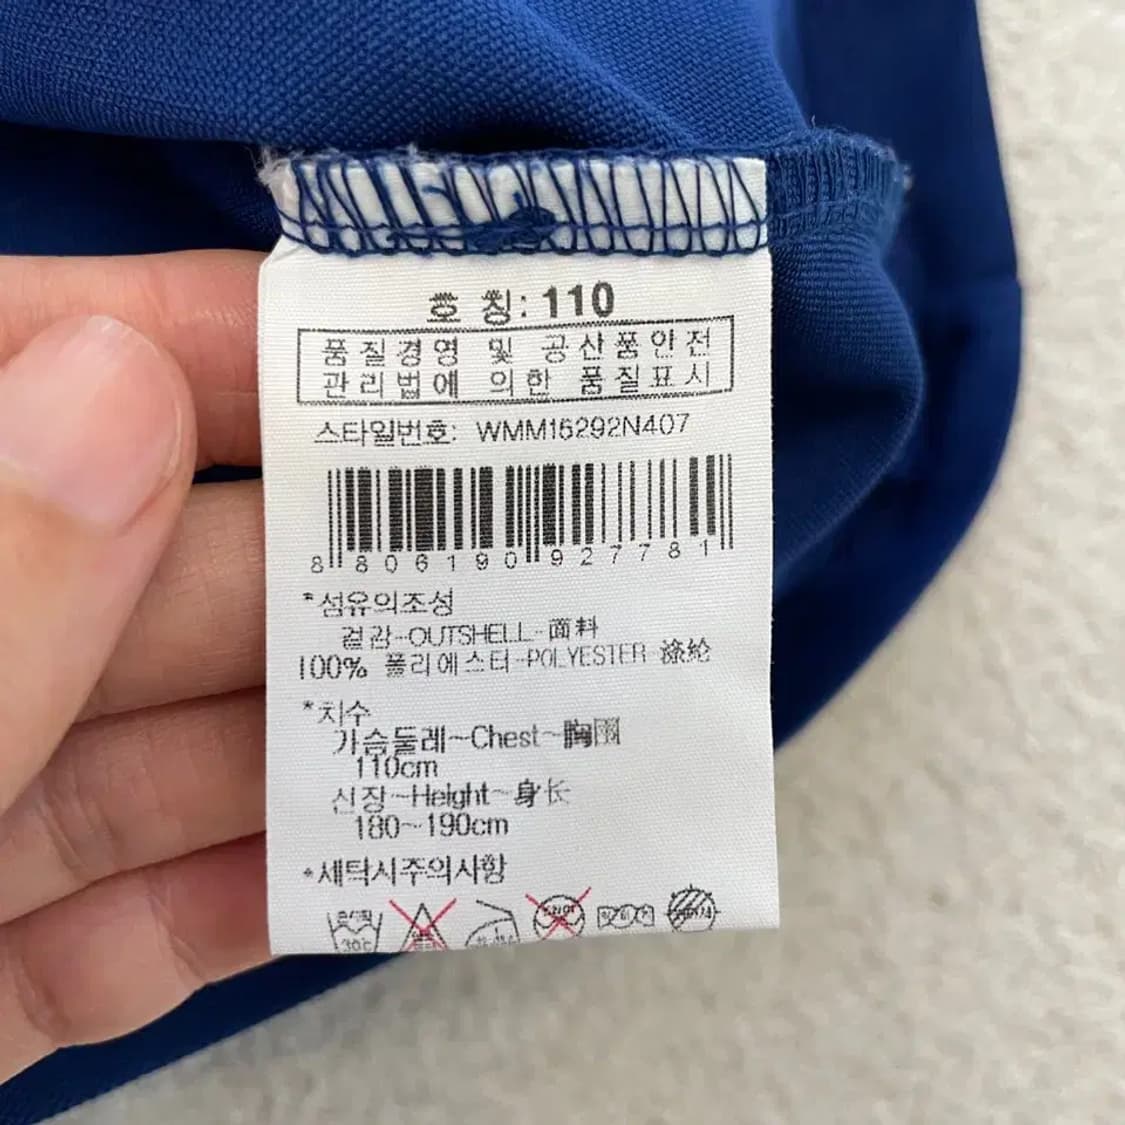 호 칭: 110
품질경영 및 공산품안전
관리법에 의한 품질표시
스타일번호: WMM16292N407
8 806190 927781
*섬유의조성
겉감-OUTSHELL-面料
100% 폴리에스터-POLYESTER-涤纶
*치수
가슴둘레~Chest~胸围
110cm
신장~Height~身长
180~190cm
*세탁시주의사항
30℃